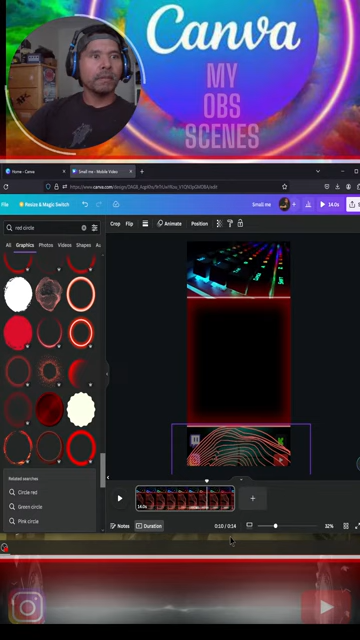 Canva
MY
OBS
SCENES
Home - Canva
Small me - Mobile Video
File
Resize & Magic Switch
Small me
14.0s
red circle
Crop
Flip
Animate
Position
All
Graphics
Photos
Videos
Shapes
Related searches
Circle red
Green circle
Pink circle
14.0s
Notes
Duration
0:10 / 0:14
32%